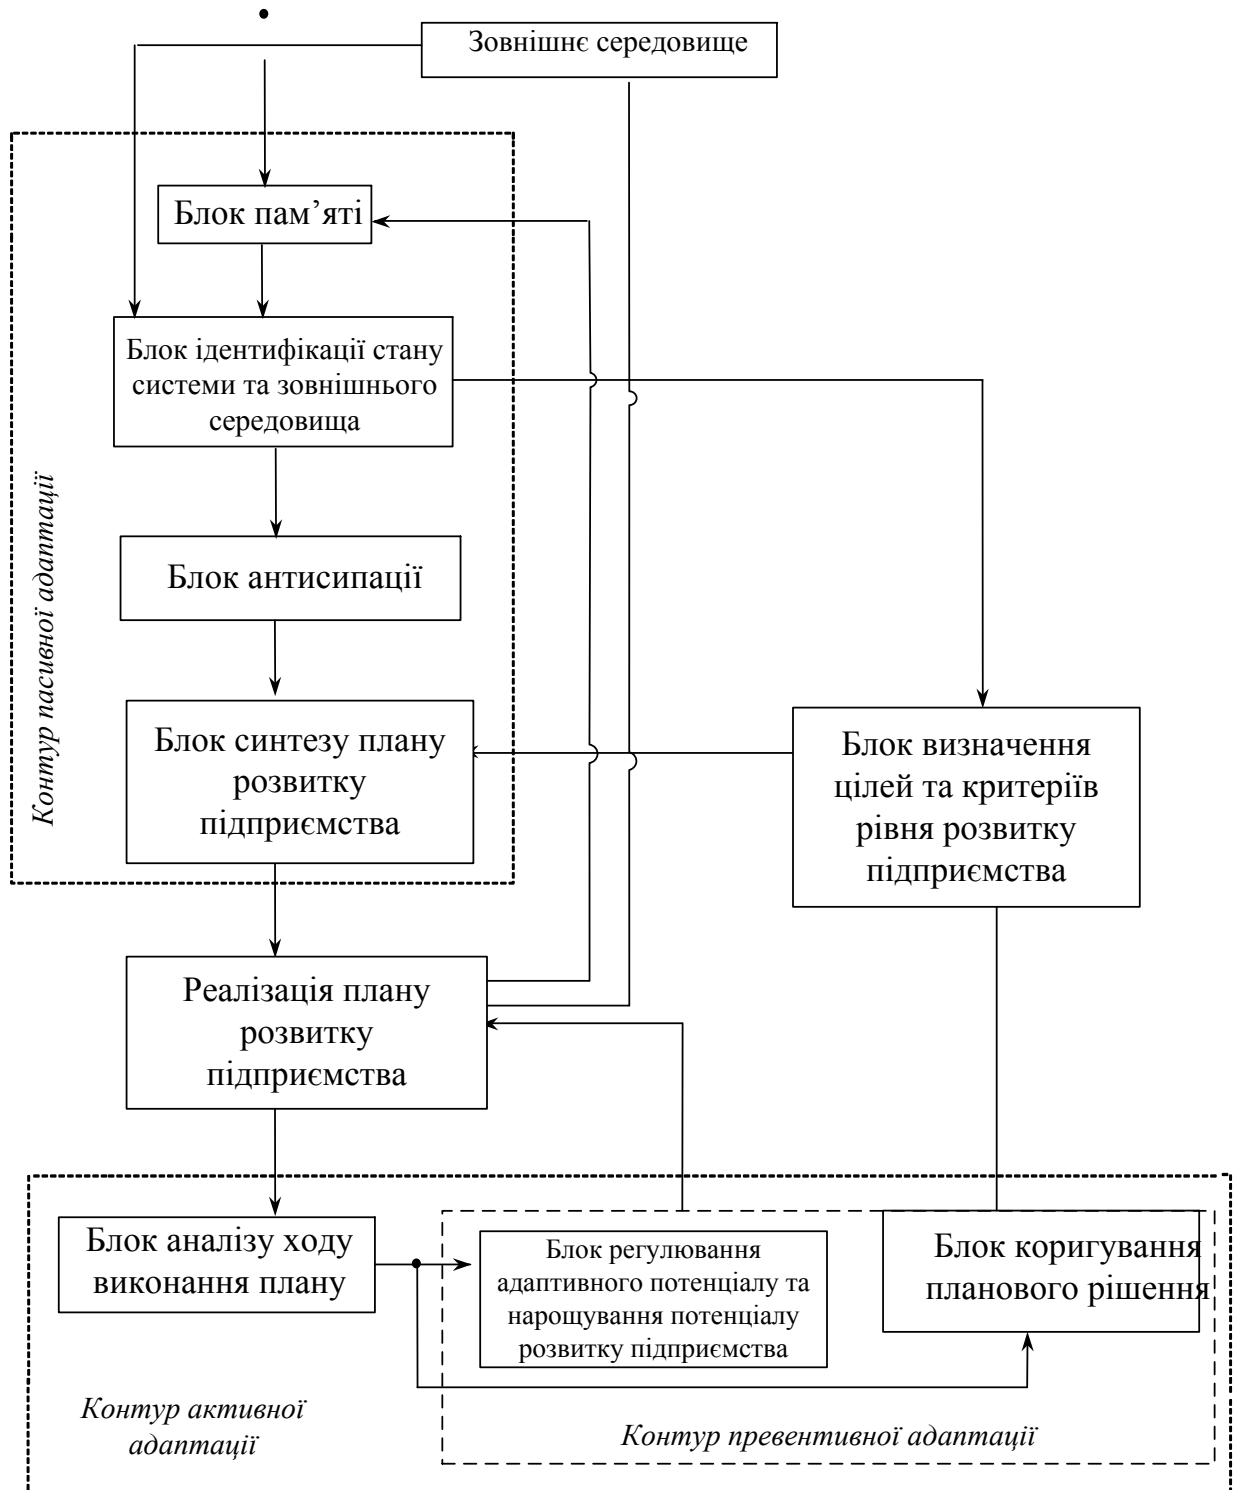 Зовнішнє середовище
Блок пам’яті
Блок ідентифікації стану
системи та зовнішнього
середовища
Контур пасивної адаптації
Блок антисипації
Блок синтезу плану
розвитку
підприємства
Блок визначення
цілей та критеріїв
рівня розвитку
підприємства
Реалізація плану
розвитку
підприємства
Блок аналізу ходу
виконання плану
Блок регулювання
адаптивного потенціалу та
нарощування потенціалу
розвитку підприємства
Блок коригування
планового рішення
Контур активної
адаптації
Контур превентивної адаптації